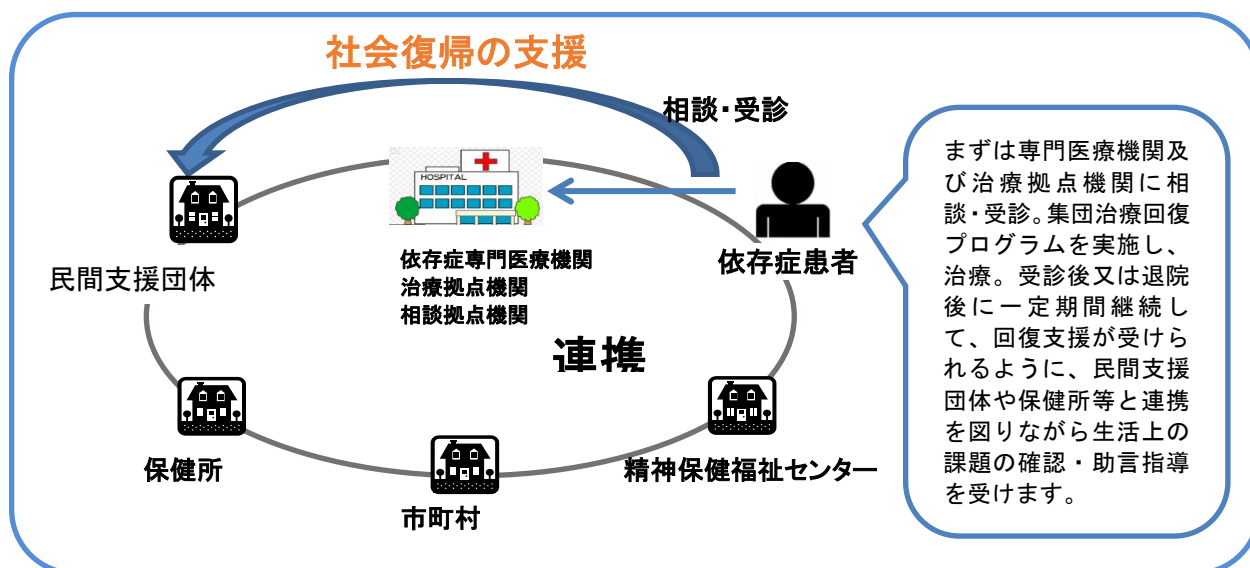 社会復帰の支援
相談・受診
HOSPITAL
依存症専門医療機関
治療拠点機関
相談拠点機関
依存症患者
民間支援団体
連携
保健所
市町村
精神保健福祉センター
まずは専門医療機関及
び治療拠点機関に相
談・受診。集団治療回復
プログラムを実施し、
治療。受診後又は退院
後に一定期間継続し
て、回復支援が受けら
れるように、民間支援
団体や保健所等と連携
を図りながら生活上の
課題の確認・助言指導
を受けます。